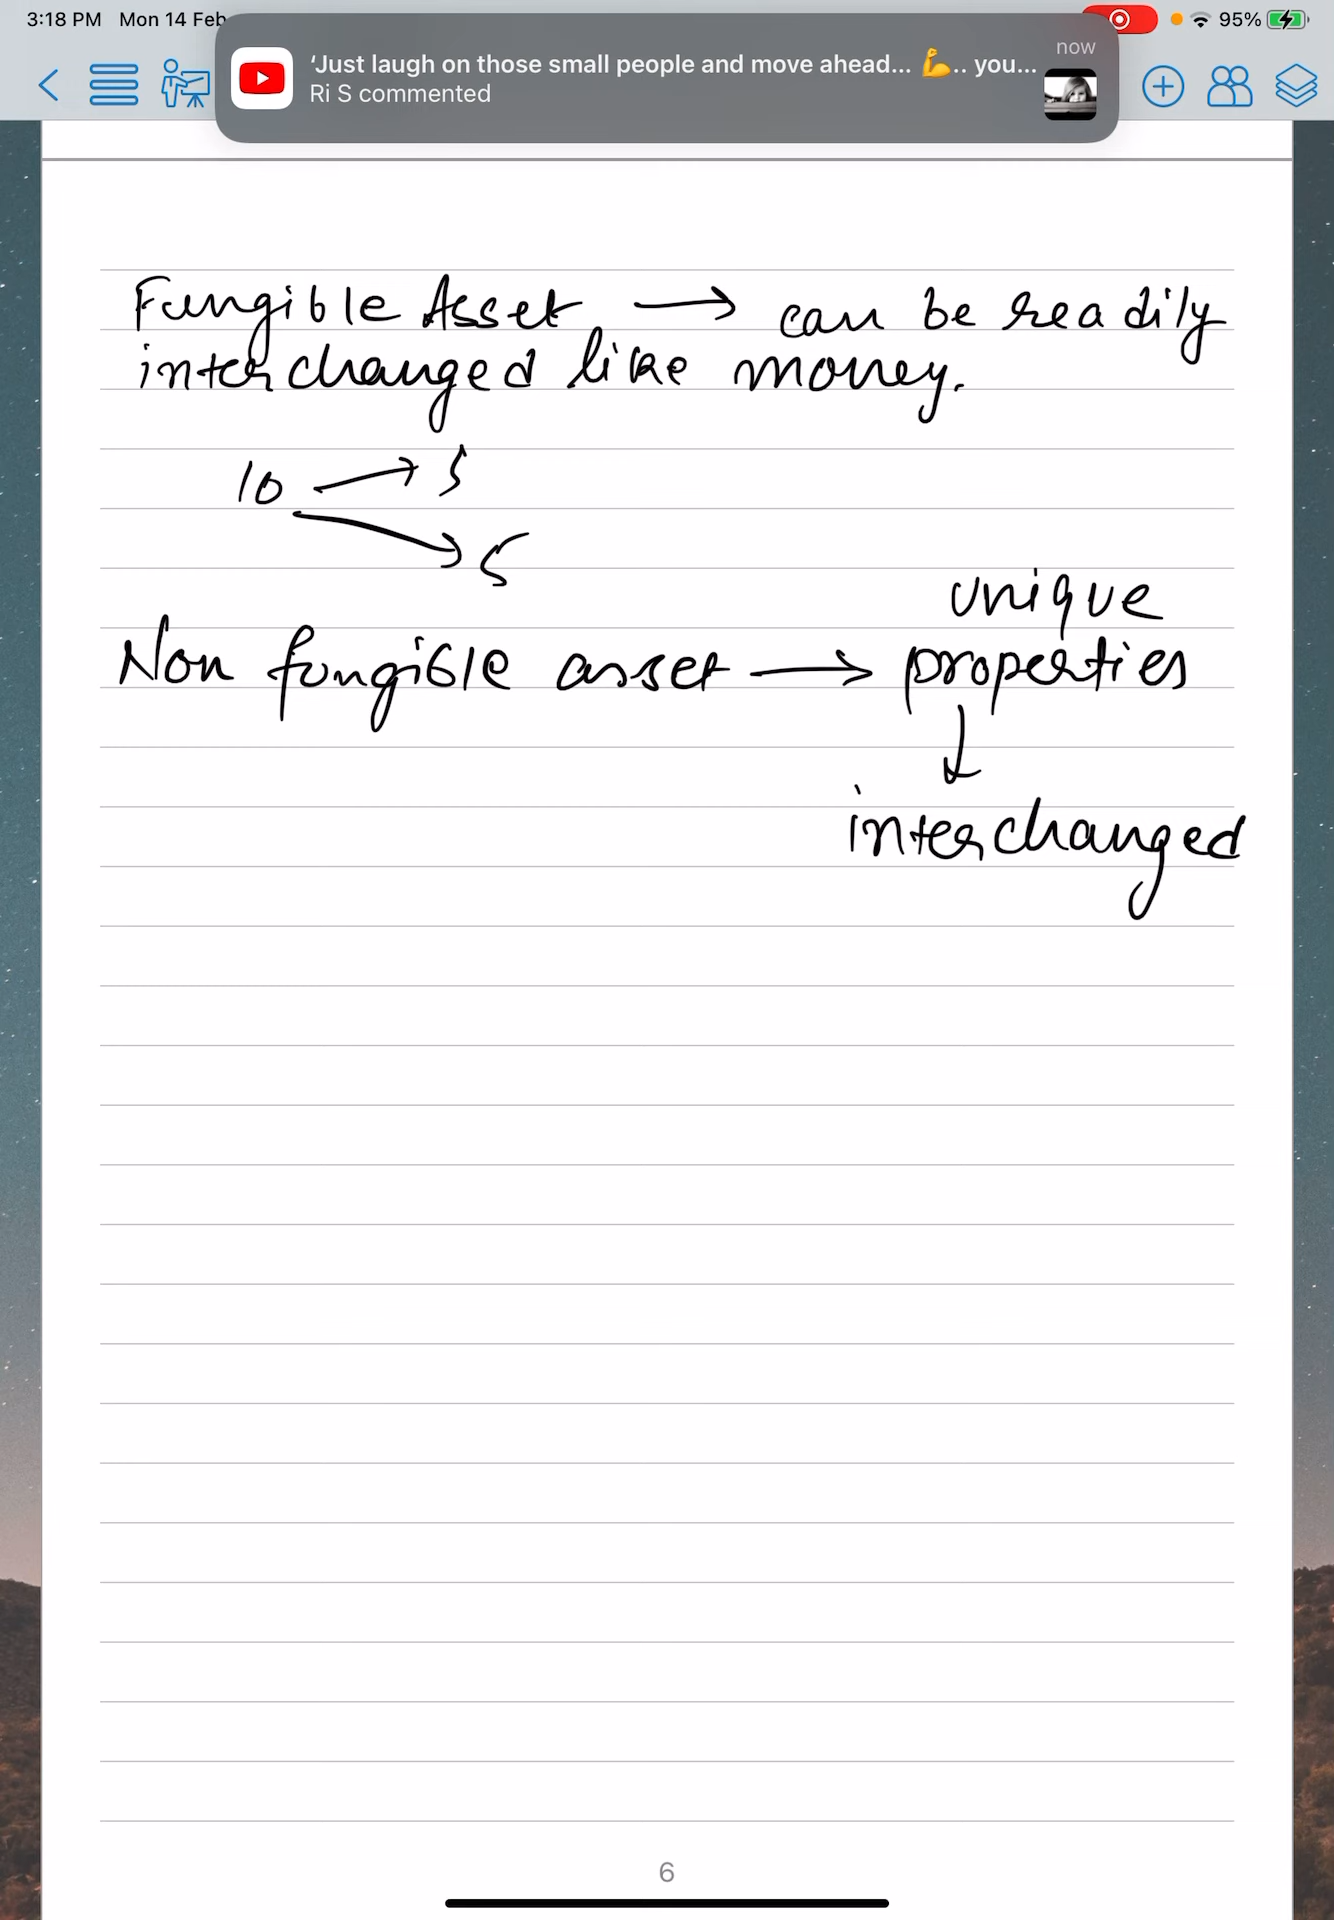 3:18 PM Mon 14 Feb
95%
now
‘Just laugh on those small people and move ahead... 💪.. you...
Ri S commented
Fungible Asset → can be readily
interchanged like money.
10 → 5
→ 5
unique
Non fungible asset → properties
↓
interchanged
6